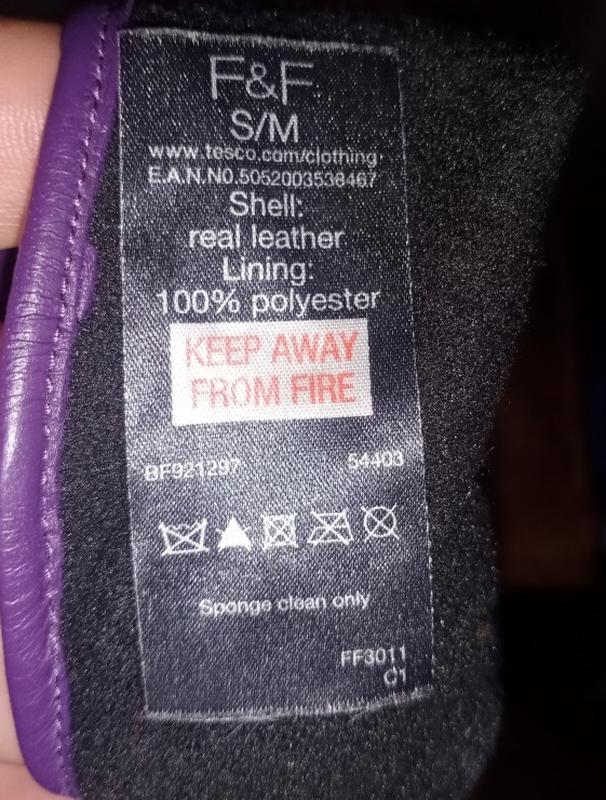 F&F
S/M
www.tesco.com/clothing
E.A.N.NO.5052003538467
Shell:
real leather
Lining:
100% polyester
KEEP AWAY
FROM FIRE
BF921297 54403
Sponge clean only
FF3011
C1